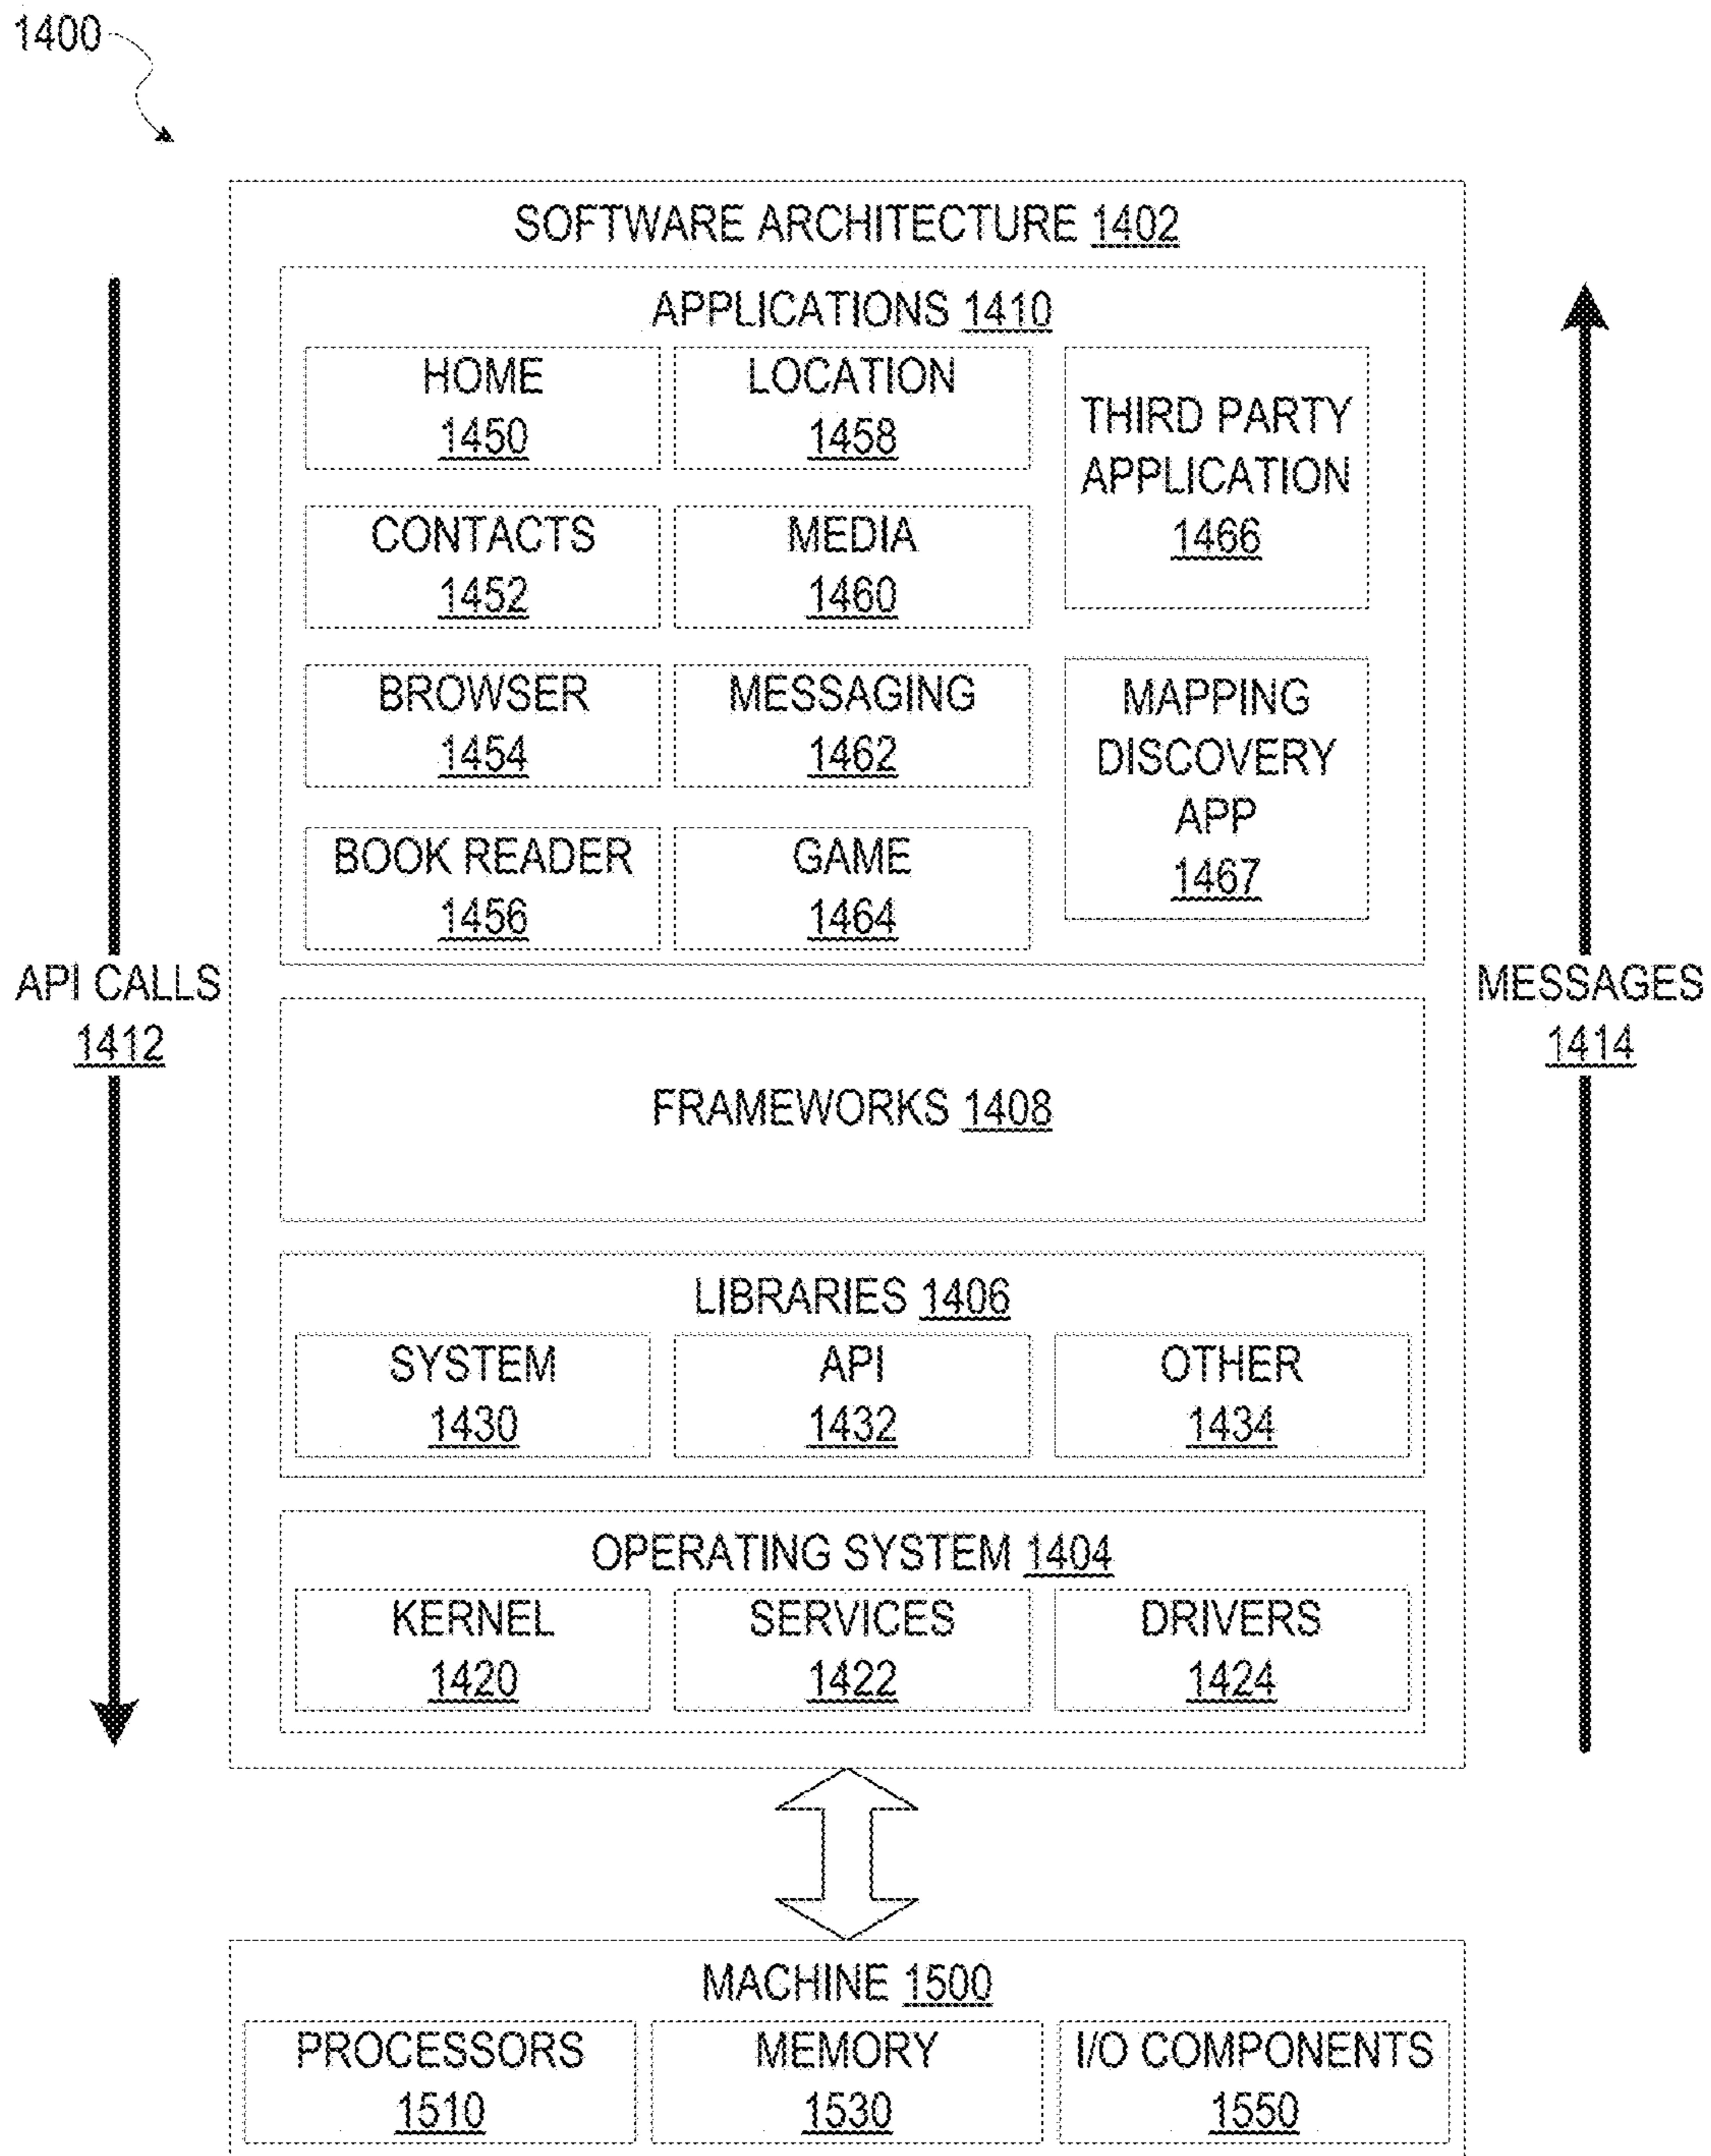 1400
SOFTWARE ARCHITECTURE 1402
APPLICATIONS 1410
HOME
1450
LOCATION
1458
THIRD PARTY
APPLICATION
1466
CONTACTS
1452
MEDIA
1460
BROWSER
1454
MESSAGING
1462
MAPPING
DISCOVERY
APP
1467
BOOK READER
1456
GAME
1464
API CALLS
1412
MESSAGES
1414
FRAMEWORKS 1408
LIBRARIES 1406
SYSTEM
1430
API
1432
OTHER
1434
OPERATING SYSTEM 1404
KERNEL
1420
SERVICES
1422
DRIVERS
1424
MACHINE 1500
PROCESSORS
1510
MEMORY
1530
I/O COMPONENTS
1550